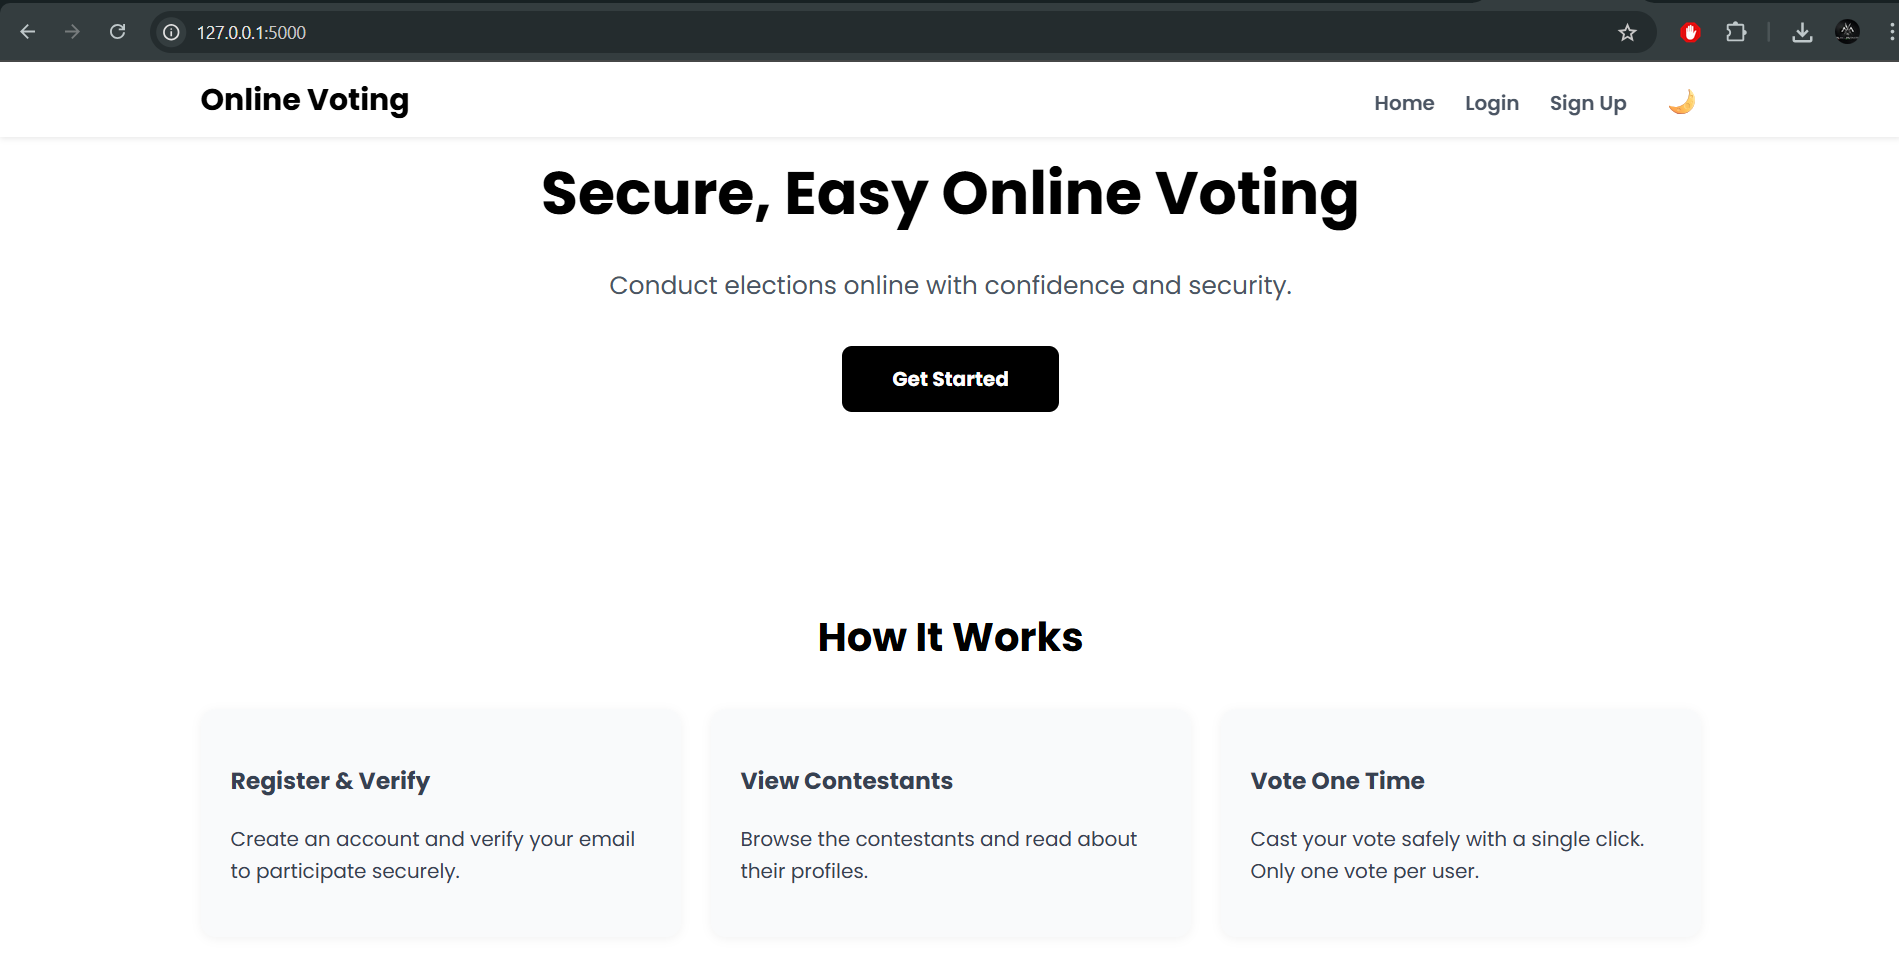 127.0.0.1:5000
Online Voting
Home Login Sign Up
Secure, Easy Online Voting
Conduct elections online with confidence and security.
Get Started
How It Works
Register & Verify
Create an account and verify your email
to participate securely.
View Contestants
Browse the contestants and read about
their profiles.
Vote One Time
Cast your vote safely with a single click.
Only one vote per user.